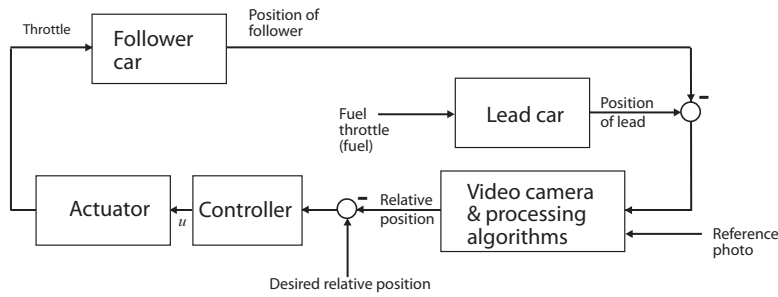 Throttle
Follower
car
Position of
follower
Fuel
throttle
(fuel)
Lead car
Position
of lead
Actuator
u
Controller
Relative
position
Video camera
& processing
algorithms
Reference
photo
Desired relative position